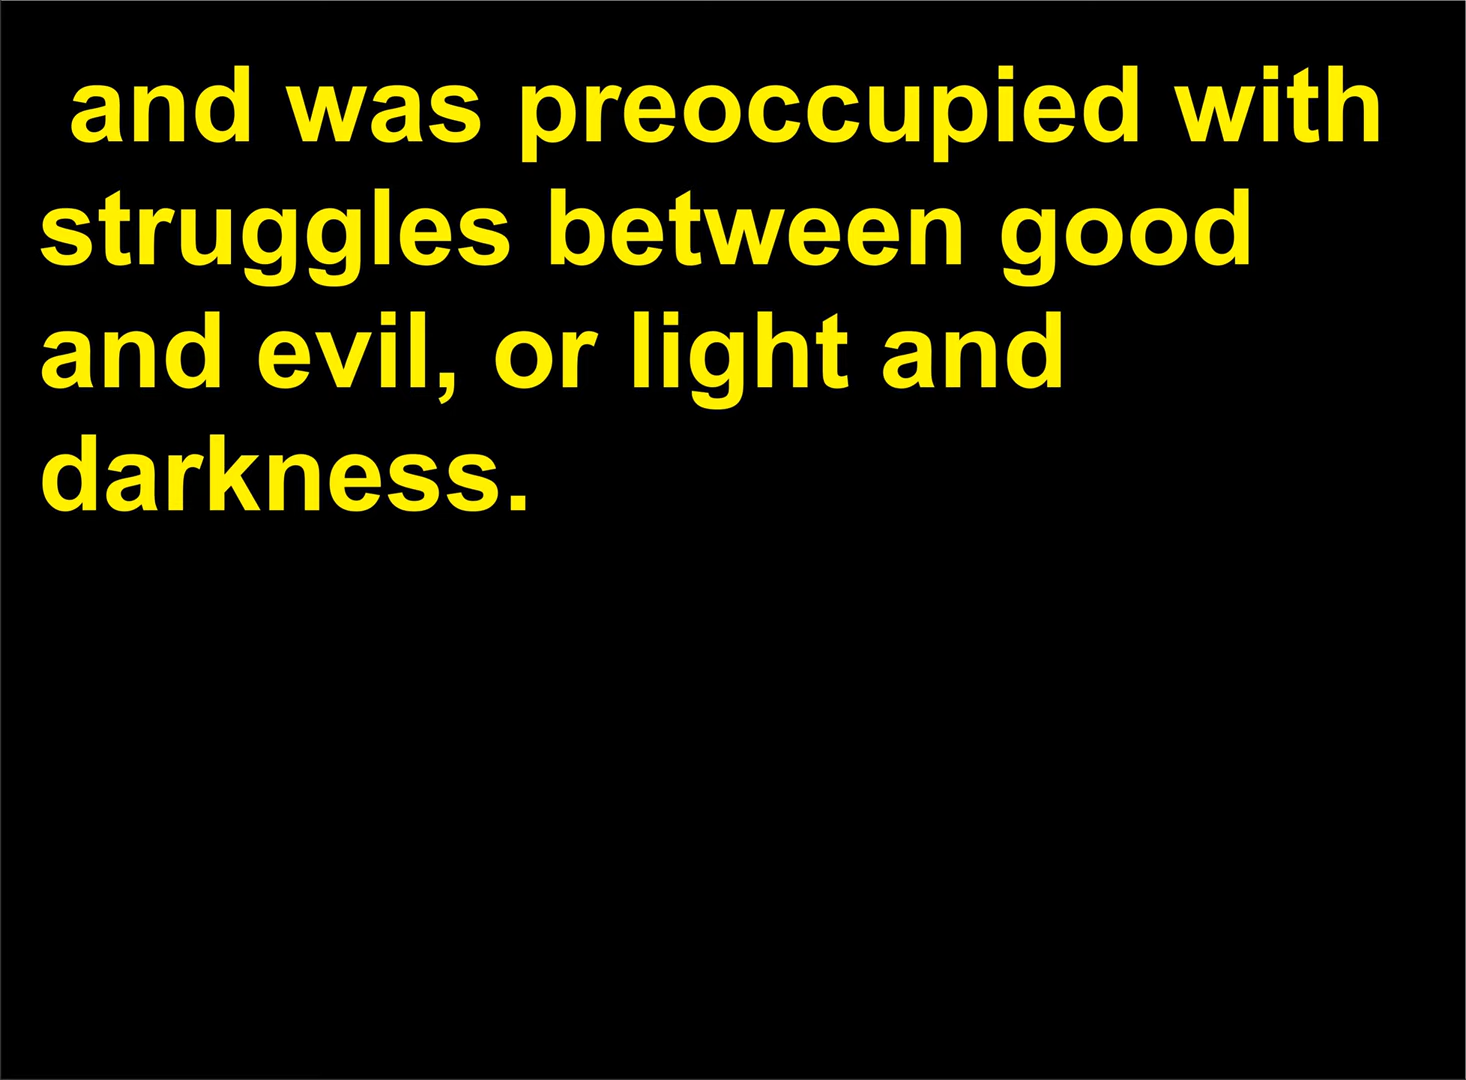 and was preoccupied with
struggles between good
and evil, or light and
darkness.